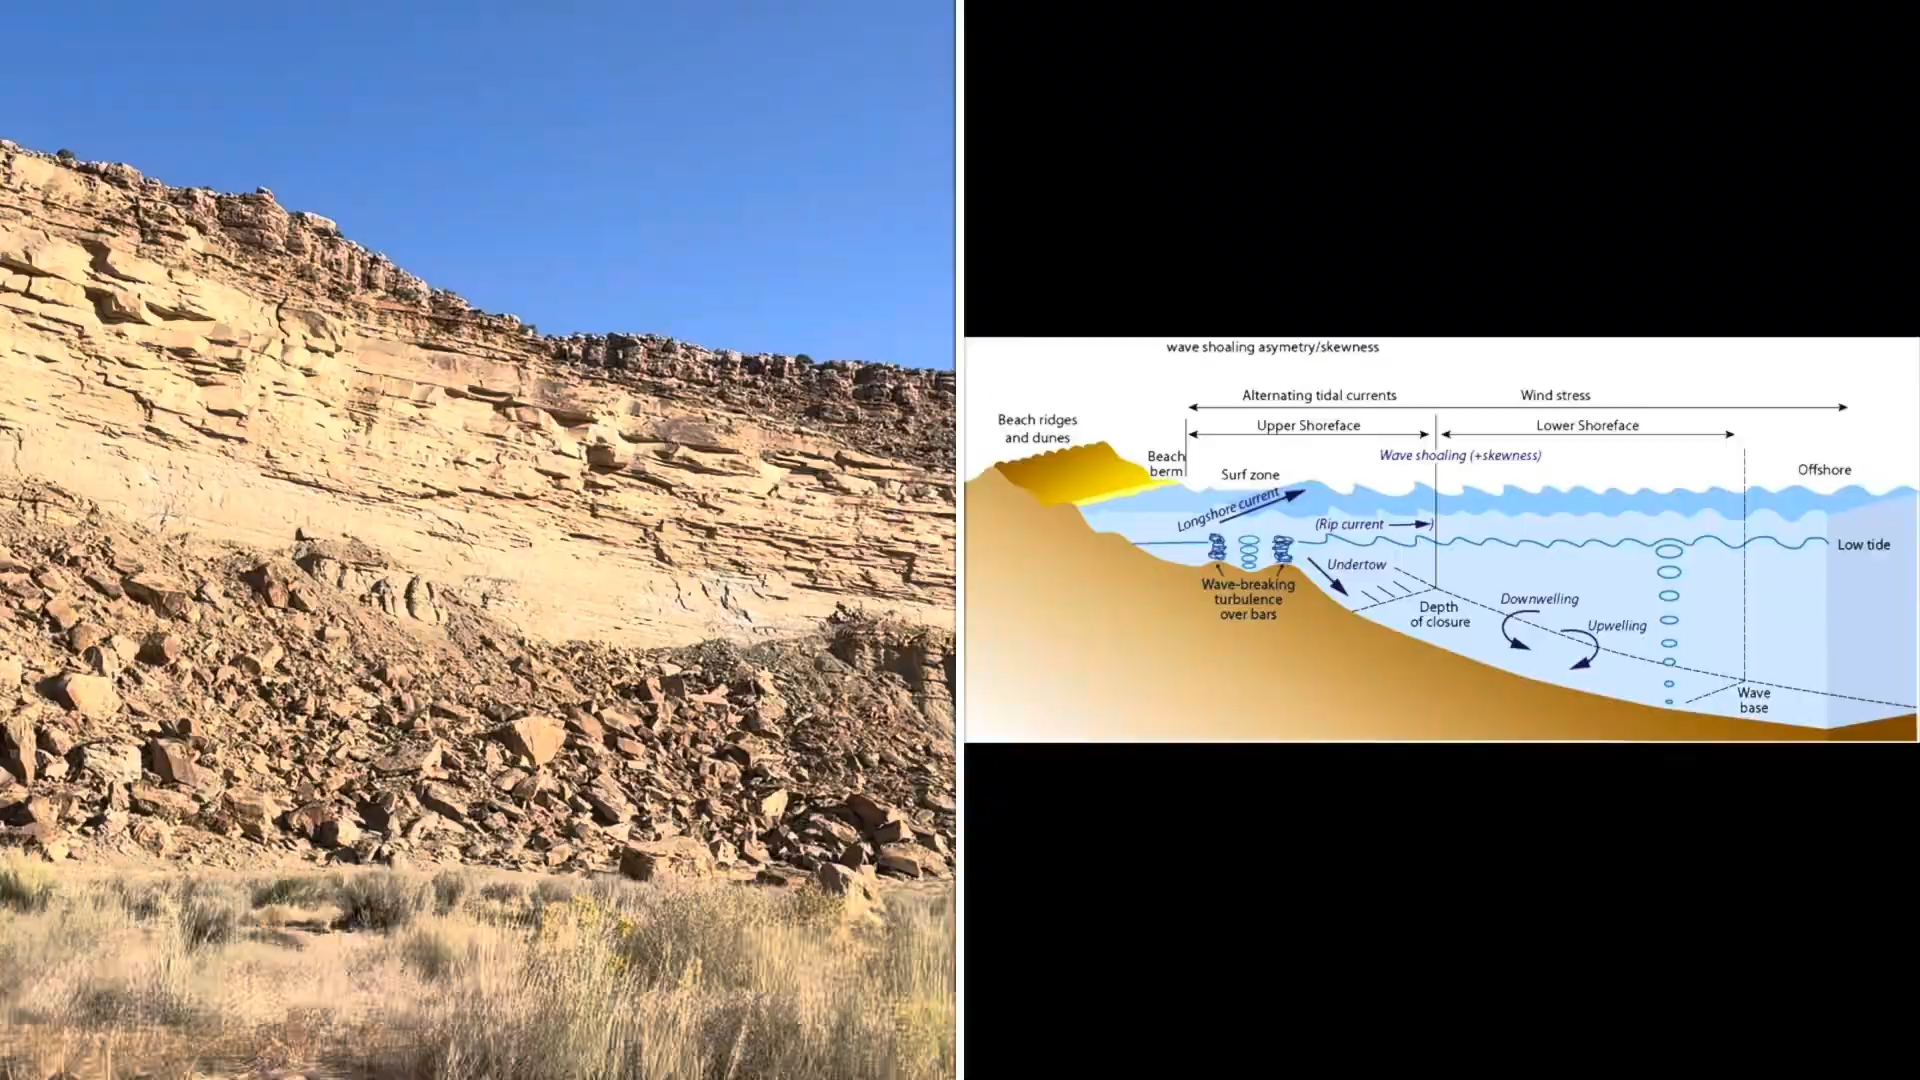 wave shoaling asymetry/skewness
Alternating tidal currents
Wind stress
Beach ridges
and dunes
Upper Shoreface
Lower Shoreface
Beach
berm
Wave shoaling (+skewness)
Surf zone
Offshore
Longshore current
(Rip current
)
Low tide
Undertow
Wave-breaking
turbulence
over bars
Depth
of closure
Downwelling
Upwelling
Wave
base